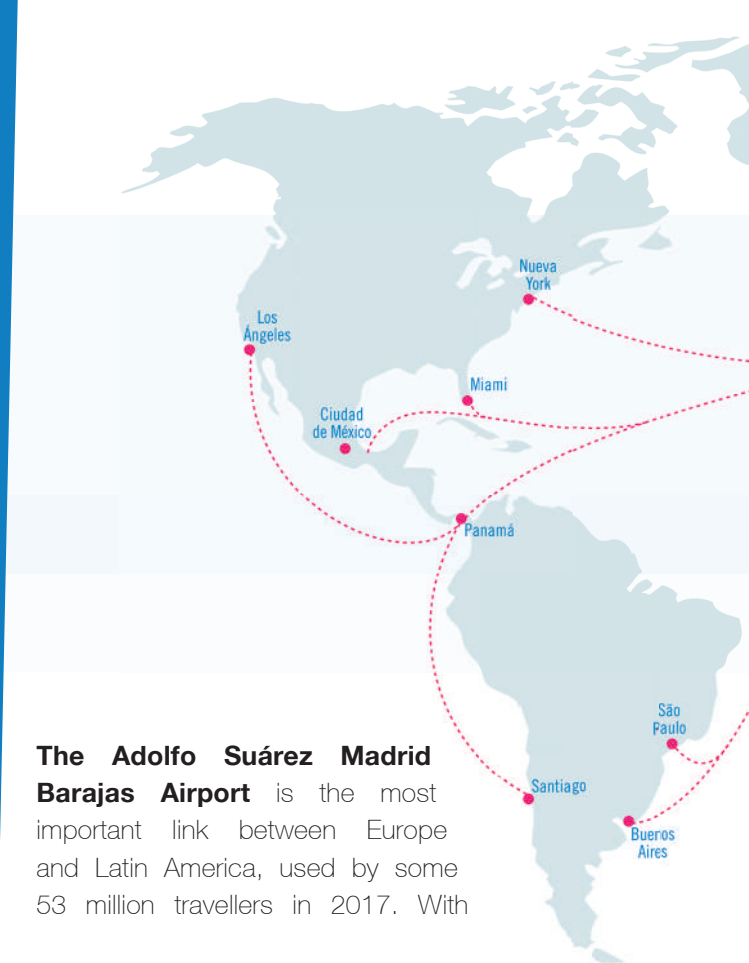 Nueva
York
Los
Ángeles
Miami
Ciudad
de México
Panamá
São
Paulo
Santiago
Buenos
Aires
The Adolfo Suárez Madrid
Barajas Airport is the most
important link between Europe
and Latin America, used by some
53 million travellers in 2017. With